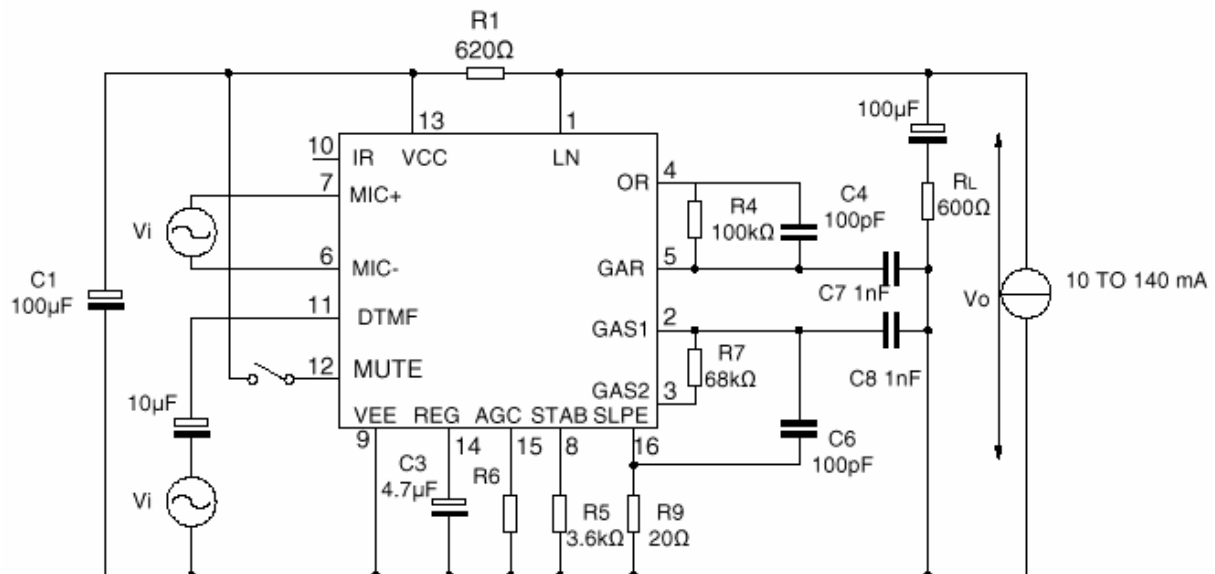 R1
620Ω
100µF
13
1
10
IR
VCC
LN
7
MIC+
OR
4
R4
100kΩ
C4
100pF
RL
600Ω
Vi
6
MIC-
GAR
5
C7 1nF
C1
100µF
Vo
10 TO 140 mA
11
DTMF
GAS1
2
R7
68kΩ
C8 1nF
12
MUTE
GAS2
3
10µF
VEE
REG
AGC
STAB
SLPE
9
14
15
8
16
C6
100pF
C3
4.7µF
R6
Vi
R5
3.6kΩ
R9
20Ω